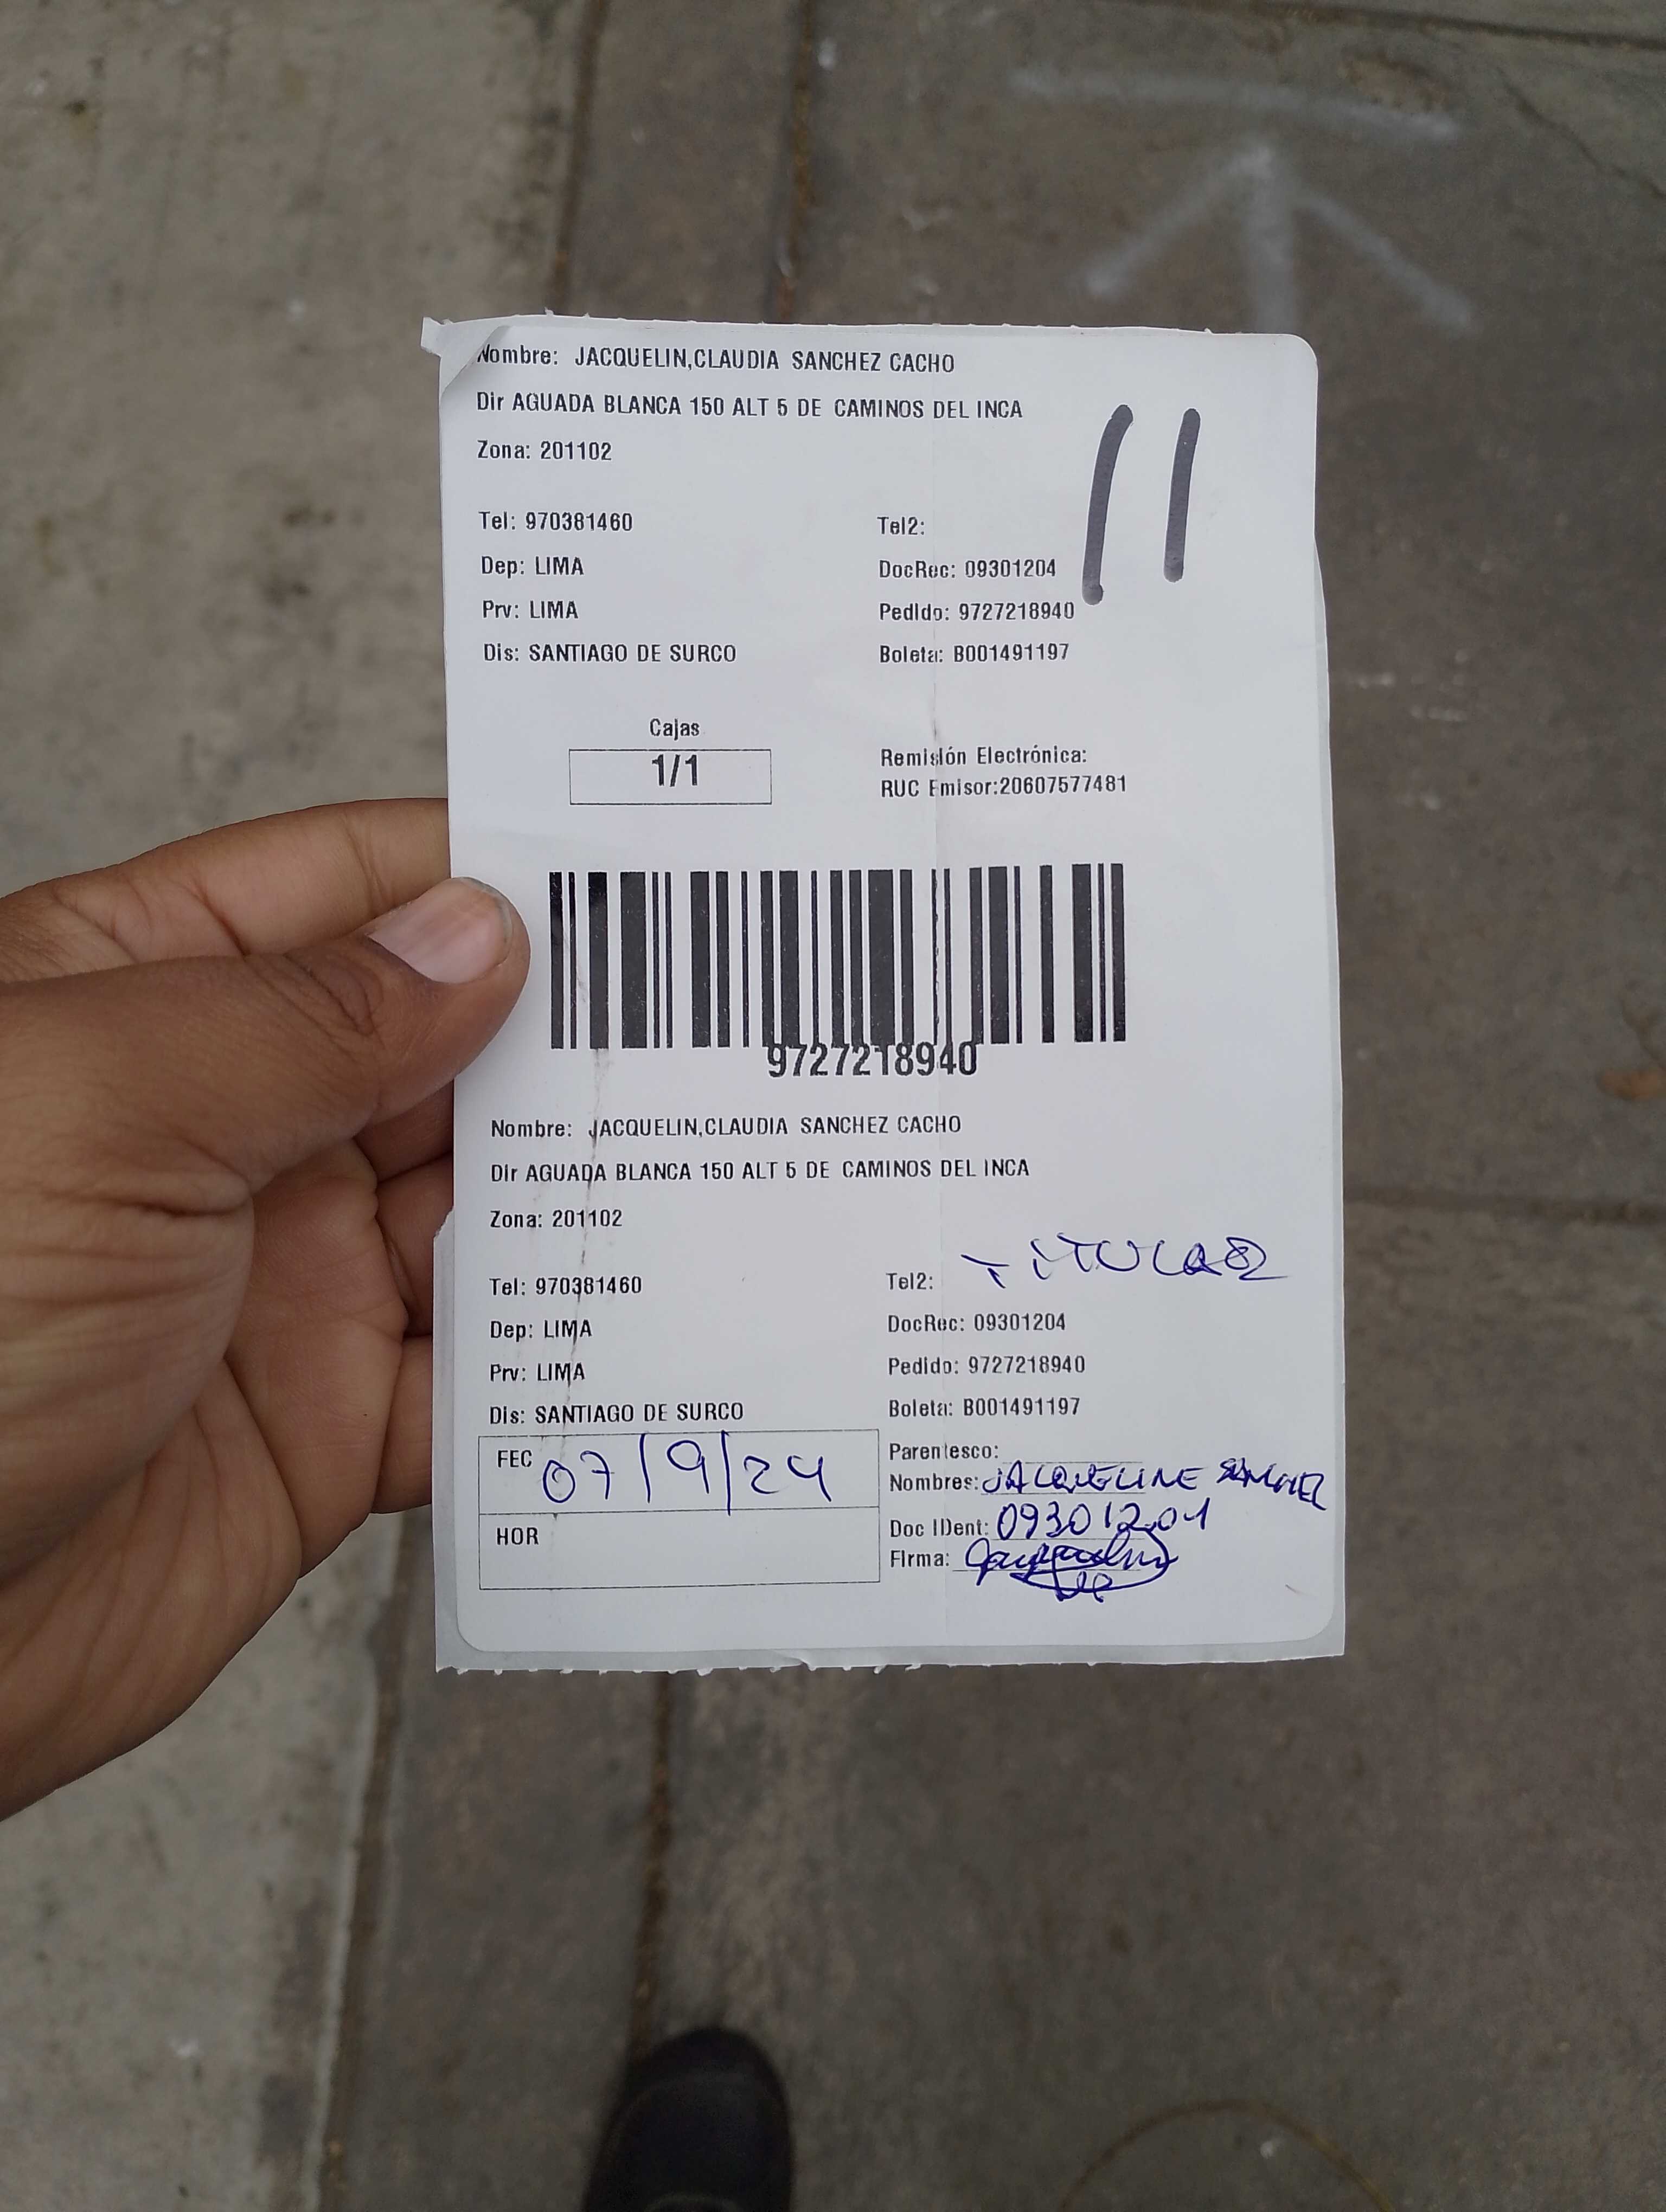 Nombre: JACQUELIN,CLAUDIA SANCHEZ CACHO
Dir AGUADA BLANCA 150 ALT 5 DE CAMINOS DEL INCA
Zona: 201102
11
Tel: 970381460 Tel2:
Dep: LIMA DocRec: 09301204
Prv: LIMA Pedido: 9727218940
Dis: SANTIAGO DE SURCO Boleta: B001491197
Cajas
1/1
Remisión Electrónica:
RUC Emisor:20607577481
9727218940
Nombre: JACQUELIN,CLAUDIA SANCHEZ CACHO
Dir AGUADA BLANCA 150 ALT 5 DE CAMINOS DEL INCA
Zona: 201102
TITULAR
Tel: 970381460 Tel2:
Dep: LIMA DocRec: 09301204
Prv: LIMA Pedido: 9727218940
Dis: SANTIAGO DE SURCO Boleta: B001491197
FEC 07/9/24
HOR
Parentesco:
Nombres: JACQUELINE SANCHEZ
Doc IDent: 09301204
Firma: